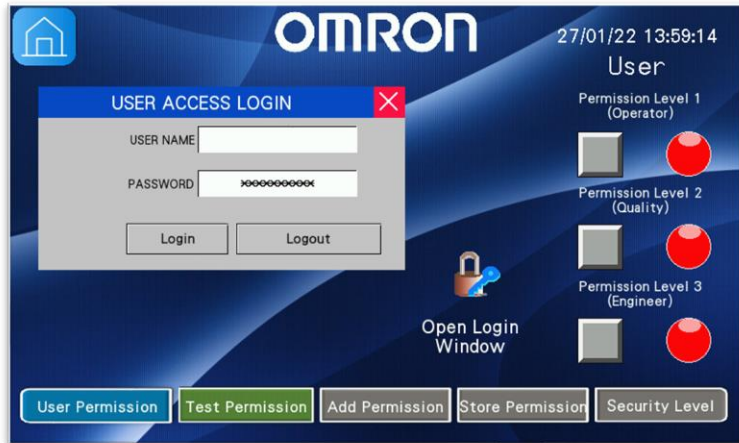 OMRON
27/01/22 13:59:14
User
USER ACCESS LOGIN
USER NAME
PASSWORD
Login
Logout
Permission Level 1
(Operator)
Permission Level 2
(Quality)
Permission Level 3
(Engineer)
Open Login
Window
User Permission
Test Permission
Add Permission
Store Permission
Security Level